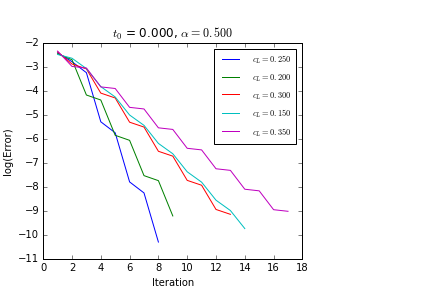 t₀ = 0.000, α = 0.500
−2
−3
−4
−5
−6
−7
−8
−9
−10
−11
log(Error)
c_L = 0.250
c_L = 0.200
c_L = 0.300
c_L = 0.150
c_L = 0.350
0 2 4 6 8 10 12 14 16 18
Iteration